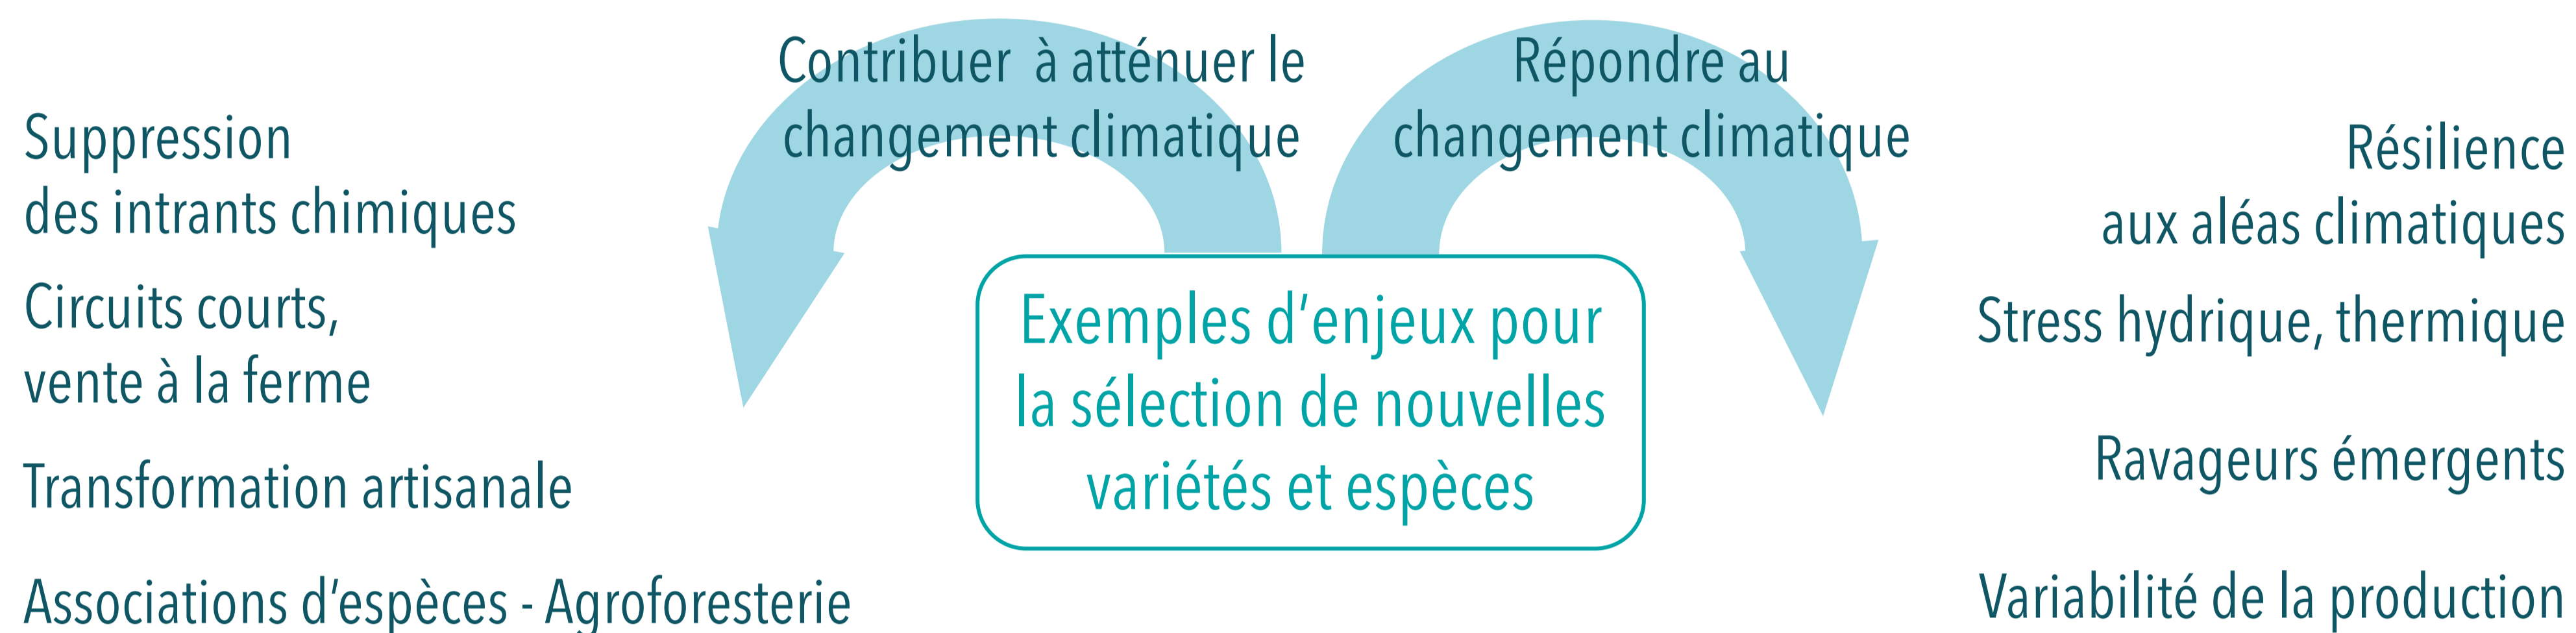 Contribuer à atténuer le
changement climatique
Répondre au
changement climatique
Suppression
des intrants chimiques
Circuits courts,
vente à la ferme
Transformation artisanale
Associations d'espèces - Agroforesterie
Exemples d'enjeux pour
la sélection de nouvelles
variétés et espèces
Résilience
aux aléas climatiques
Stress hydrique, thermique
Ravageurs émergents
Variabilité de la production